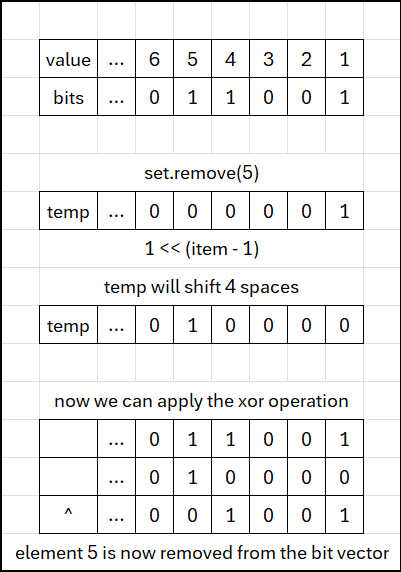 value ... 6 5 4 3 2 1
bits ... 0 1 1 0 0 1
set.remove(5)
temp ... 0 0 0 0 0 1
1 << (item - 1)
temp will shift 4 spaces
temp ... 0 1 0 0 0 0
now we can apply the xor operation
... 0 1 1 0 0 1
... 0 1 0 0 0 0
^ ... 0 0 1 0 0 1
element 5 is now removed from the bit vector